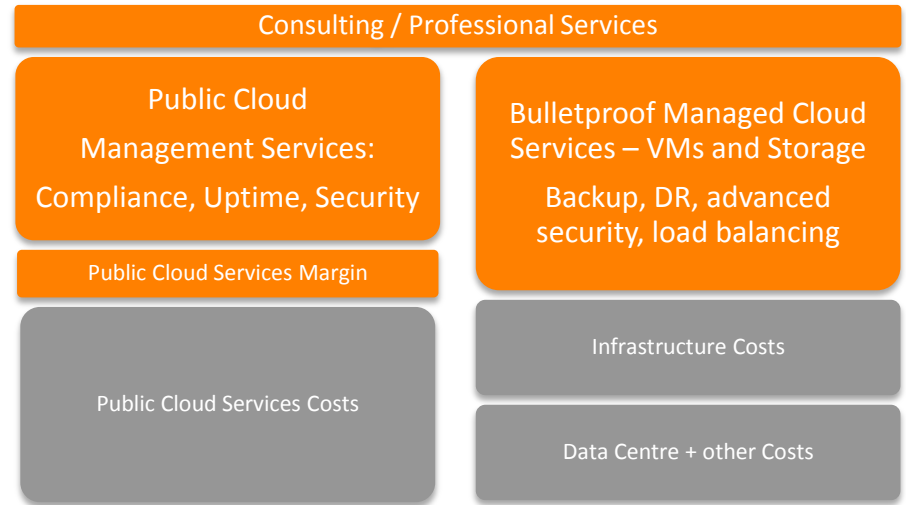 Consulting / Professional Services
Public Cloud
Management Services:
Compliance, Uptime, Security
Public Cloud Services Margin
Public Cloud Services Costs
Bulletproof Managed Cloud
Services – VMs and Storage
Backup, DR, advanced
security, load balancing
Infrastructure Costs
Data Centre + other Costs